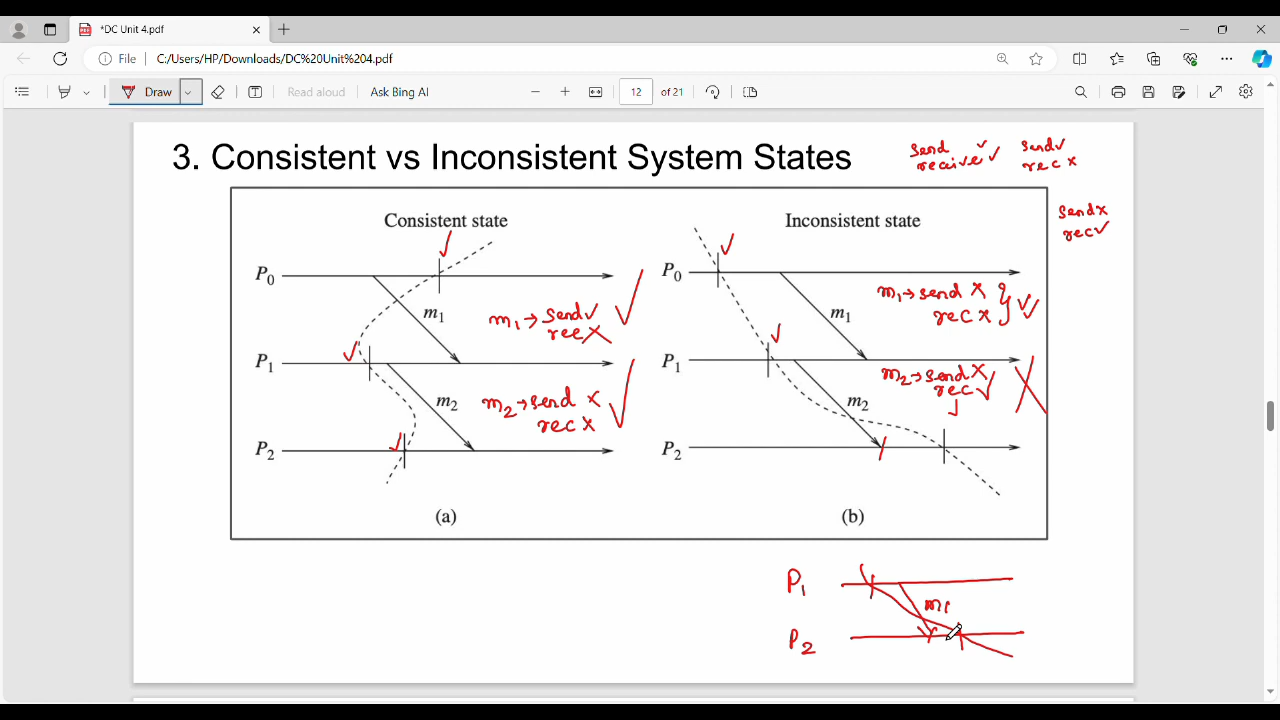 *DC Unit 4.pdf
File
C:/Users/HP/Downloads/DC%20Unit%204.pdf
Draw
Read aloud
Ask Bing AI
12
of 21
3. Consistent vs Inconsistent System States
Send
receive
Send
rec x
Send x
rec
Consistent state
P0
m1
m1 → send
rec x
P1
m2
m2 → send x
rec x
P2
(a)
Inconsistent state
P0
m1
m1 → send x
rec x
P1
m2
m2 → send x
rec
P2
(b)
P1
m1
P2